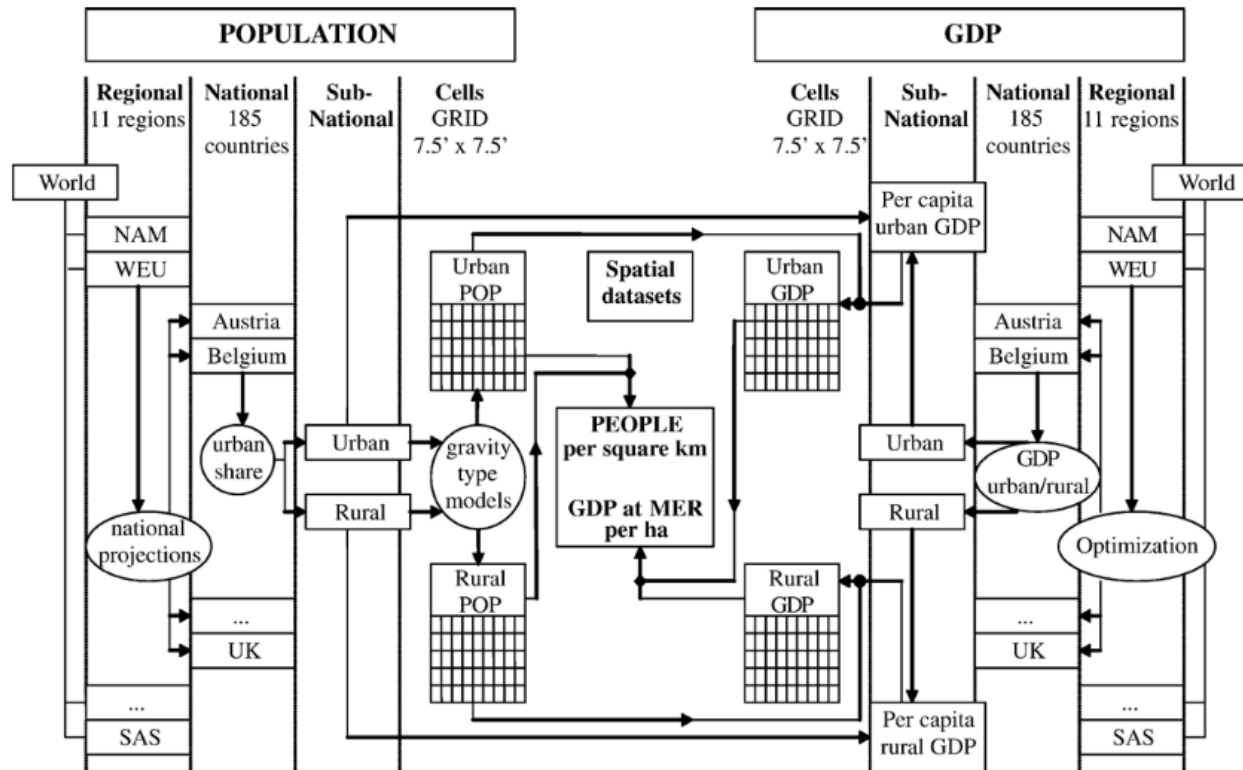 POPULATION
GDP
Regional
11 regions
National
185
countries
Sub-
National
Cells
GRID
7.5' x 7.5'
Cells
GRID
7.5' x 7.5'
Sub-
National
National
185
countries
Regional
11 regions
World
NAM
WEU
Austria
Belgium
urban
share
national
projections
...
UK
...
SAS
Urban
Rural
gravity
type
models
Urban
POP
Rural
POP
Spatial
datasets
PEOPLE
per square km
GDP at MER
per ha
Urban
GDP
Rural
GDP
Per capita
urban GDP
Urban
Rural
Per capita
rural GDP
Austria
Belgium
GDP
urban/rural
...
UK
World
NAM
WEU
Optimization
...
SAS